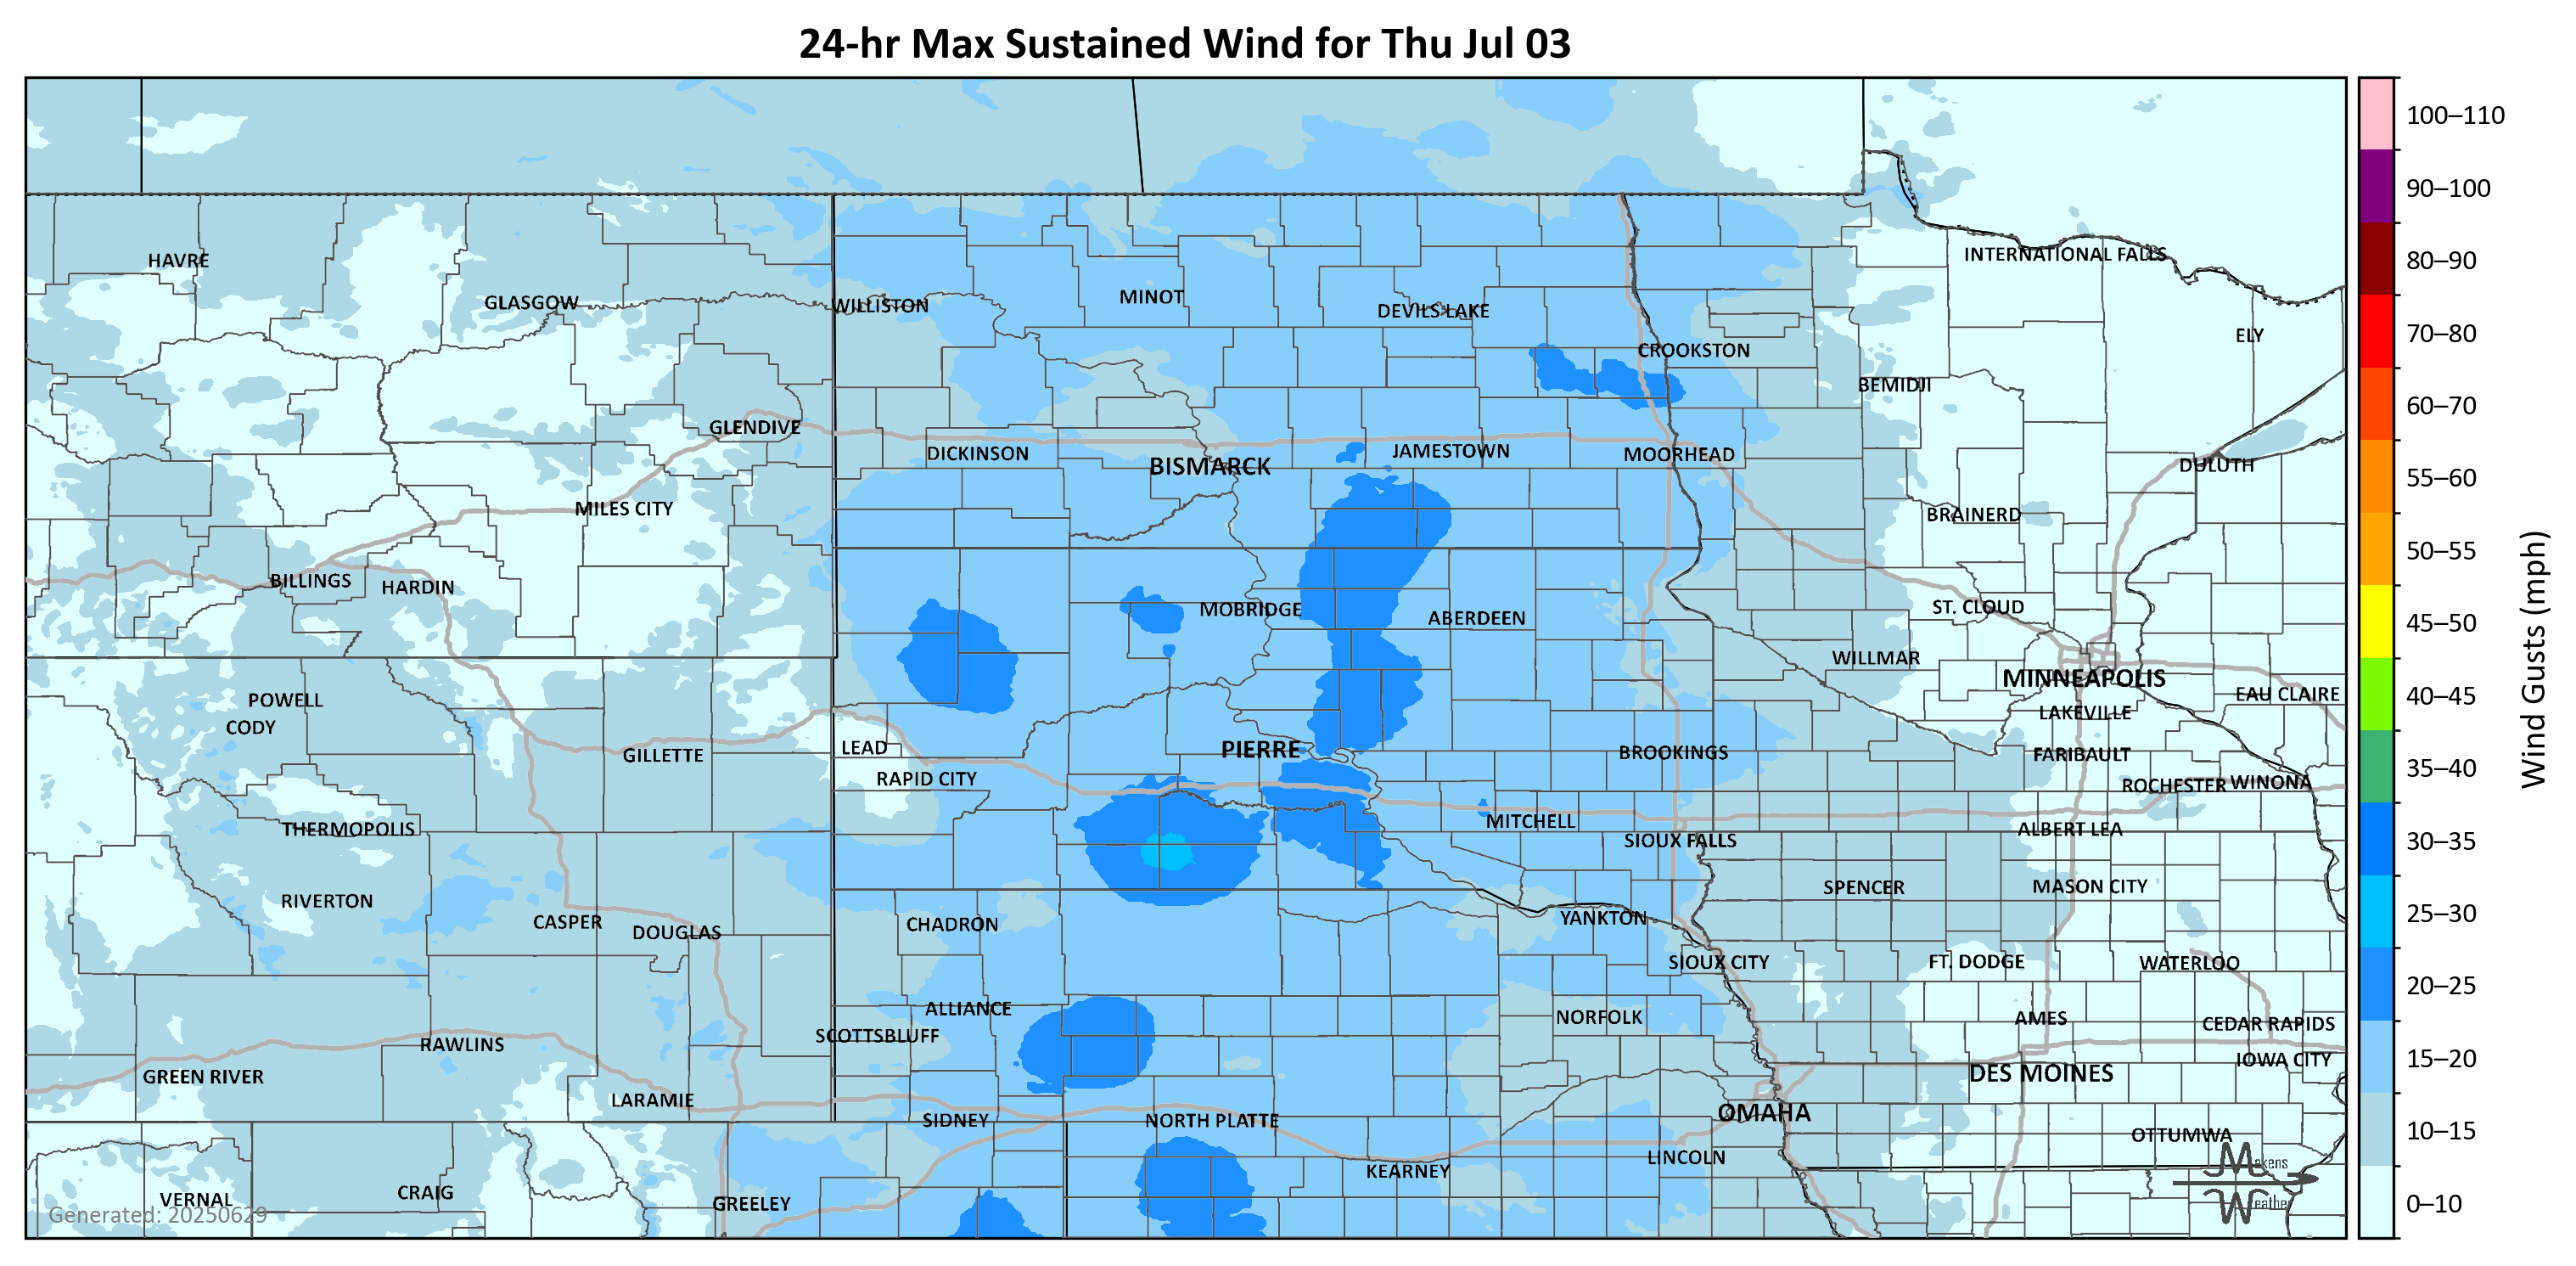 24-hr Max Sustained Wind for Thu Jul 03
100–110
90–100
80–90
70–80
60–70
55–60
50–55
45–50
40–45
35–40
30–35
25–30
20–25
15–20
10–15
0–10
Wind Gusts (mph)
HAVRE
INTERNATIONAL FALLS
GLASGOW
WILLISTON
MINOT
DEVILS LAKE
ELY
CROOKSTON
BEMIDJI
GLENDIVE
DICKINSON
BISMARCK
JAMESTOWN
MOORHEAD
DULUTH
MILES CITY
BRAINERD
BILLINGS
HARDIN
MOBRIDGE
ABERDEEN
ST. CLOUD
WILLMAR
MINNEAPOLIS
EAU CLAIRE
POWELL
CODY
LAKEVILLE
GILLETTE
LEAD
PIERRE
BROOKINGS
FARIBAULT
RAPID CITY
ROCHESTER
WINONA
THERMOPOLIS
MITCHELL
ALBERT LEA
SIOUX FALLS
SPENCER
MASON CITY
RIVERTON
CASPER
DOUGLAS
CHADRON
YANKTON
SIOUX CITY
FT. DODGE
WATERLOO
ALLIANCE
NORFOLK
AMES
CEDAR RAPIDS
SCOTTSBLUFF
RAWLINS
IOWA CITY
GREEN RIVER
DES MOINES
LARAMIE
SIDNEY
NORTH PLATTE
OMAHA
OTTUMWA
LINCOLN
KEARNEY
VERNAL
CRAIG
GREELEY
Makens
Weather
Generated: 20250629